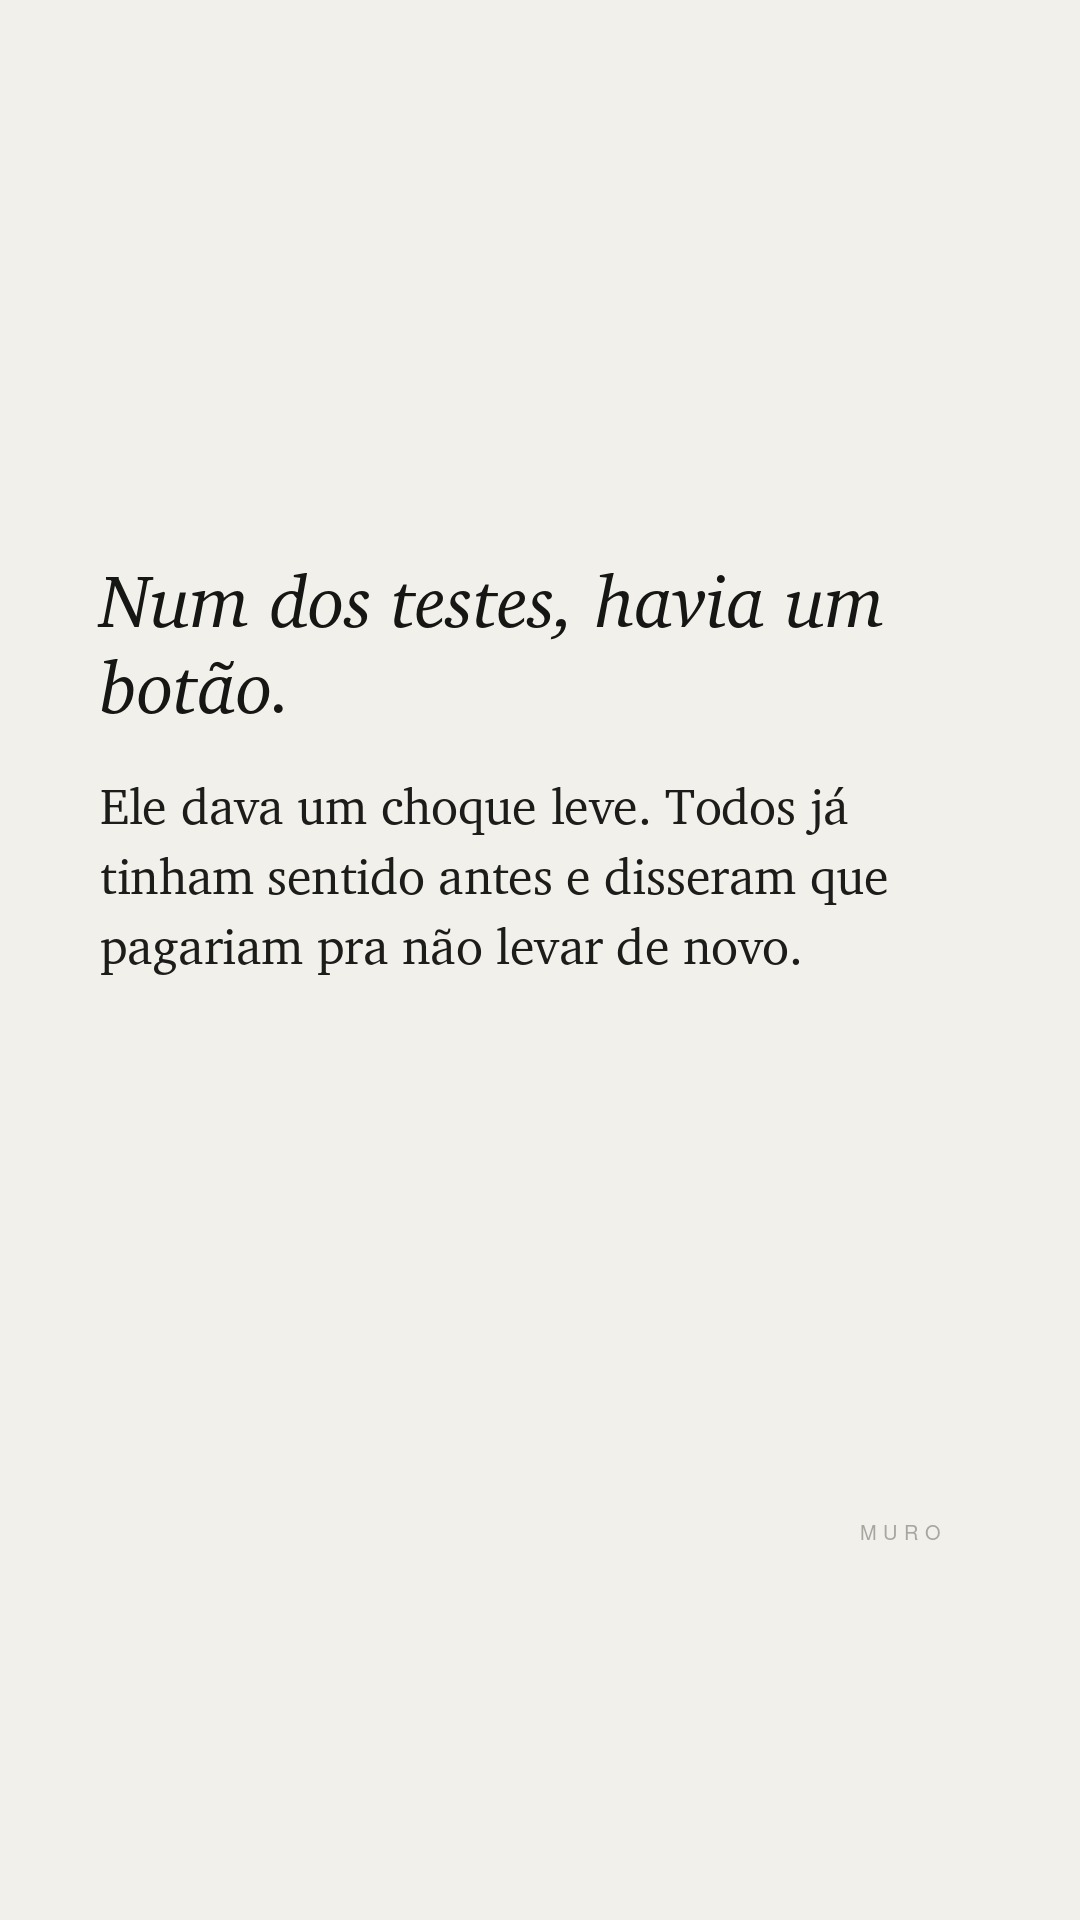 Num dos testes, havia um
botão.
Ele dava um choque leve. Todos já
tinham sentido antes e disseram que
pagariam pra não levar de novo.
MURO